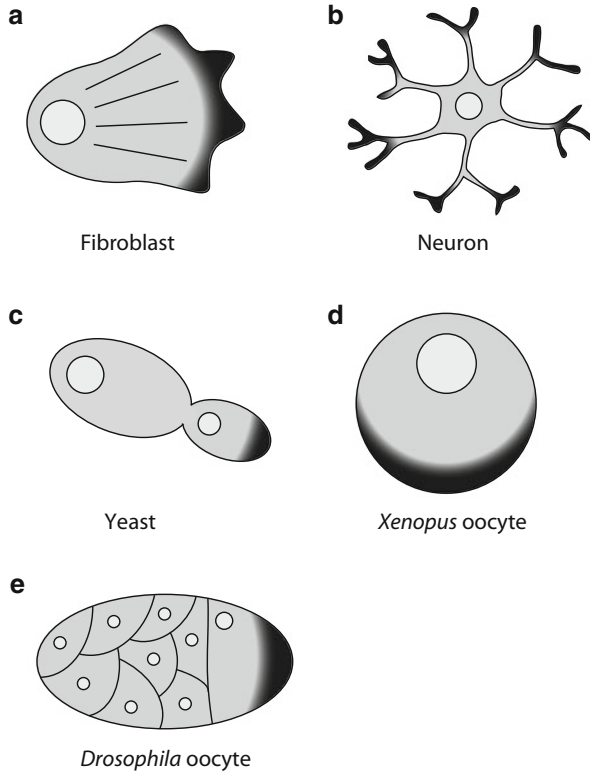 a
b
Fibroblast
Neuron
c
d
Yeast
Xenopus oocyte
e
Drosophila oocyte